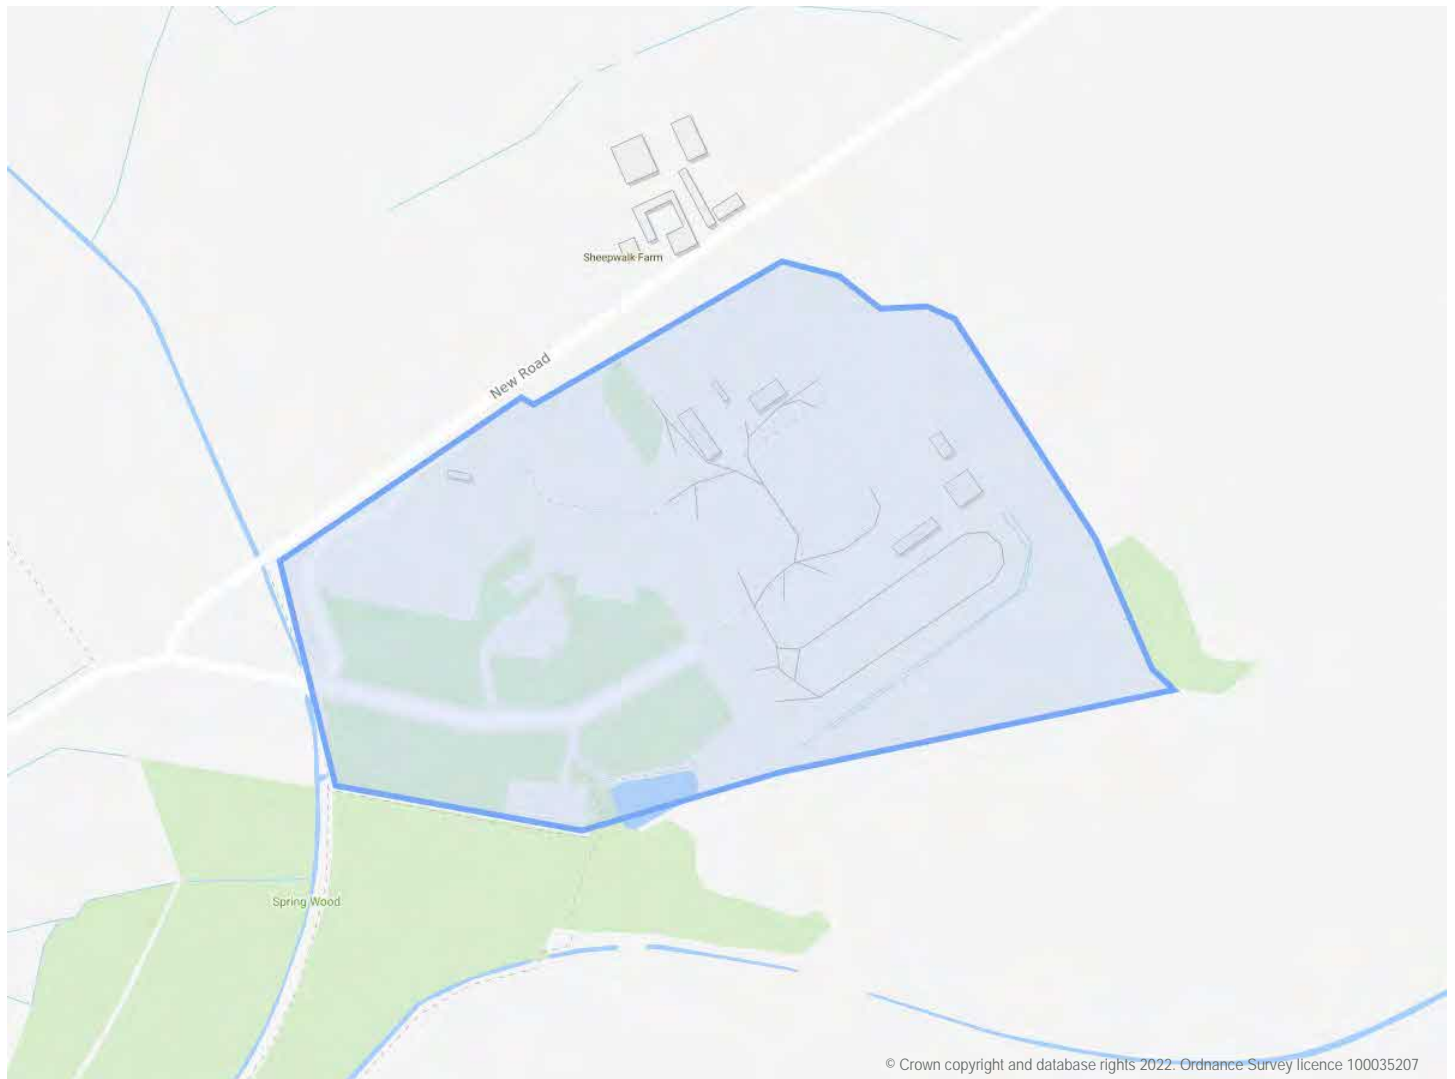 Sheepwalk Farm
New Road
Spring Wood
© Crown copyright and database rights 2022. Ordnance Survey licence 100035207